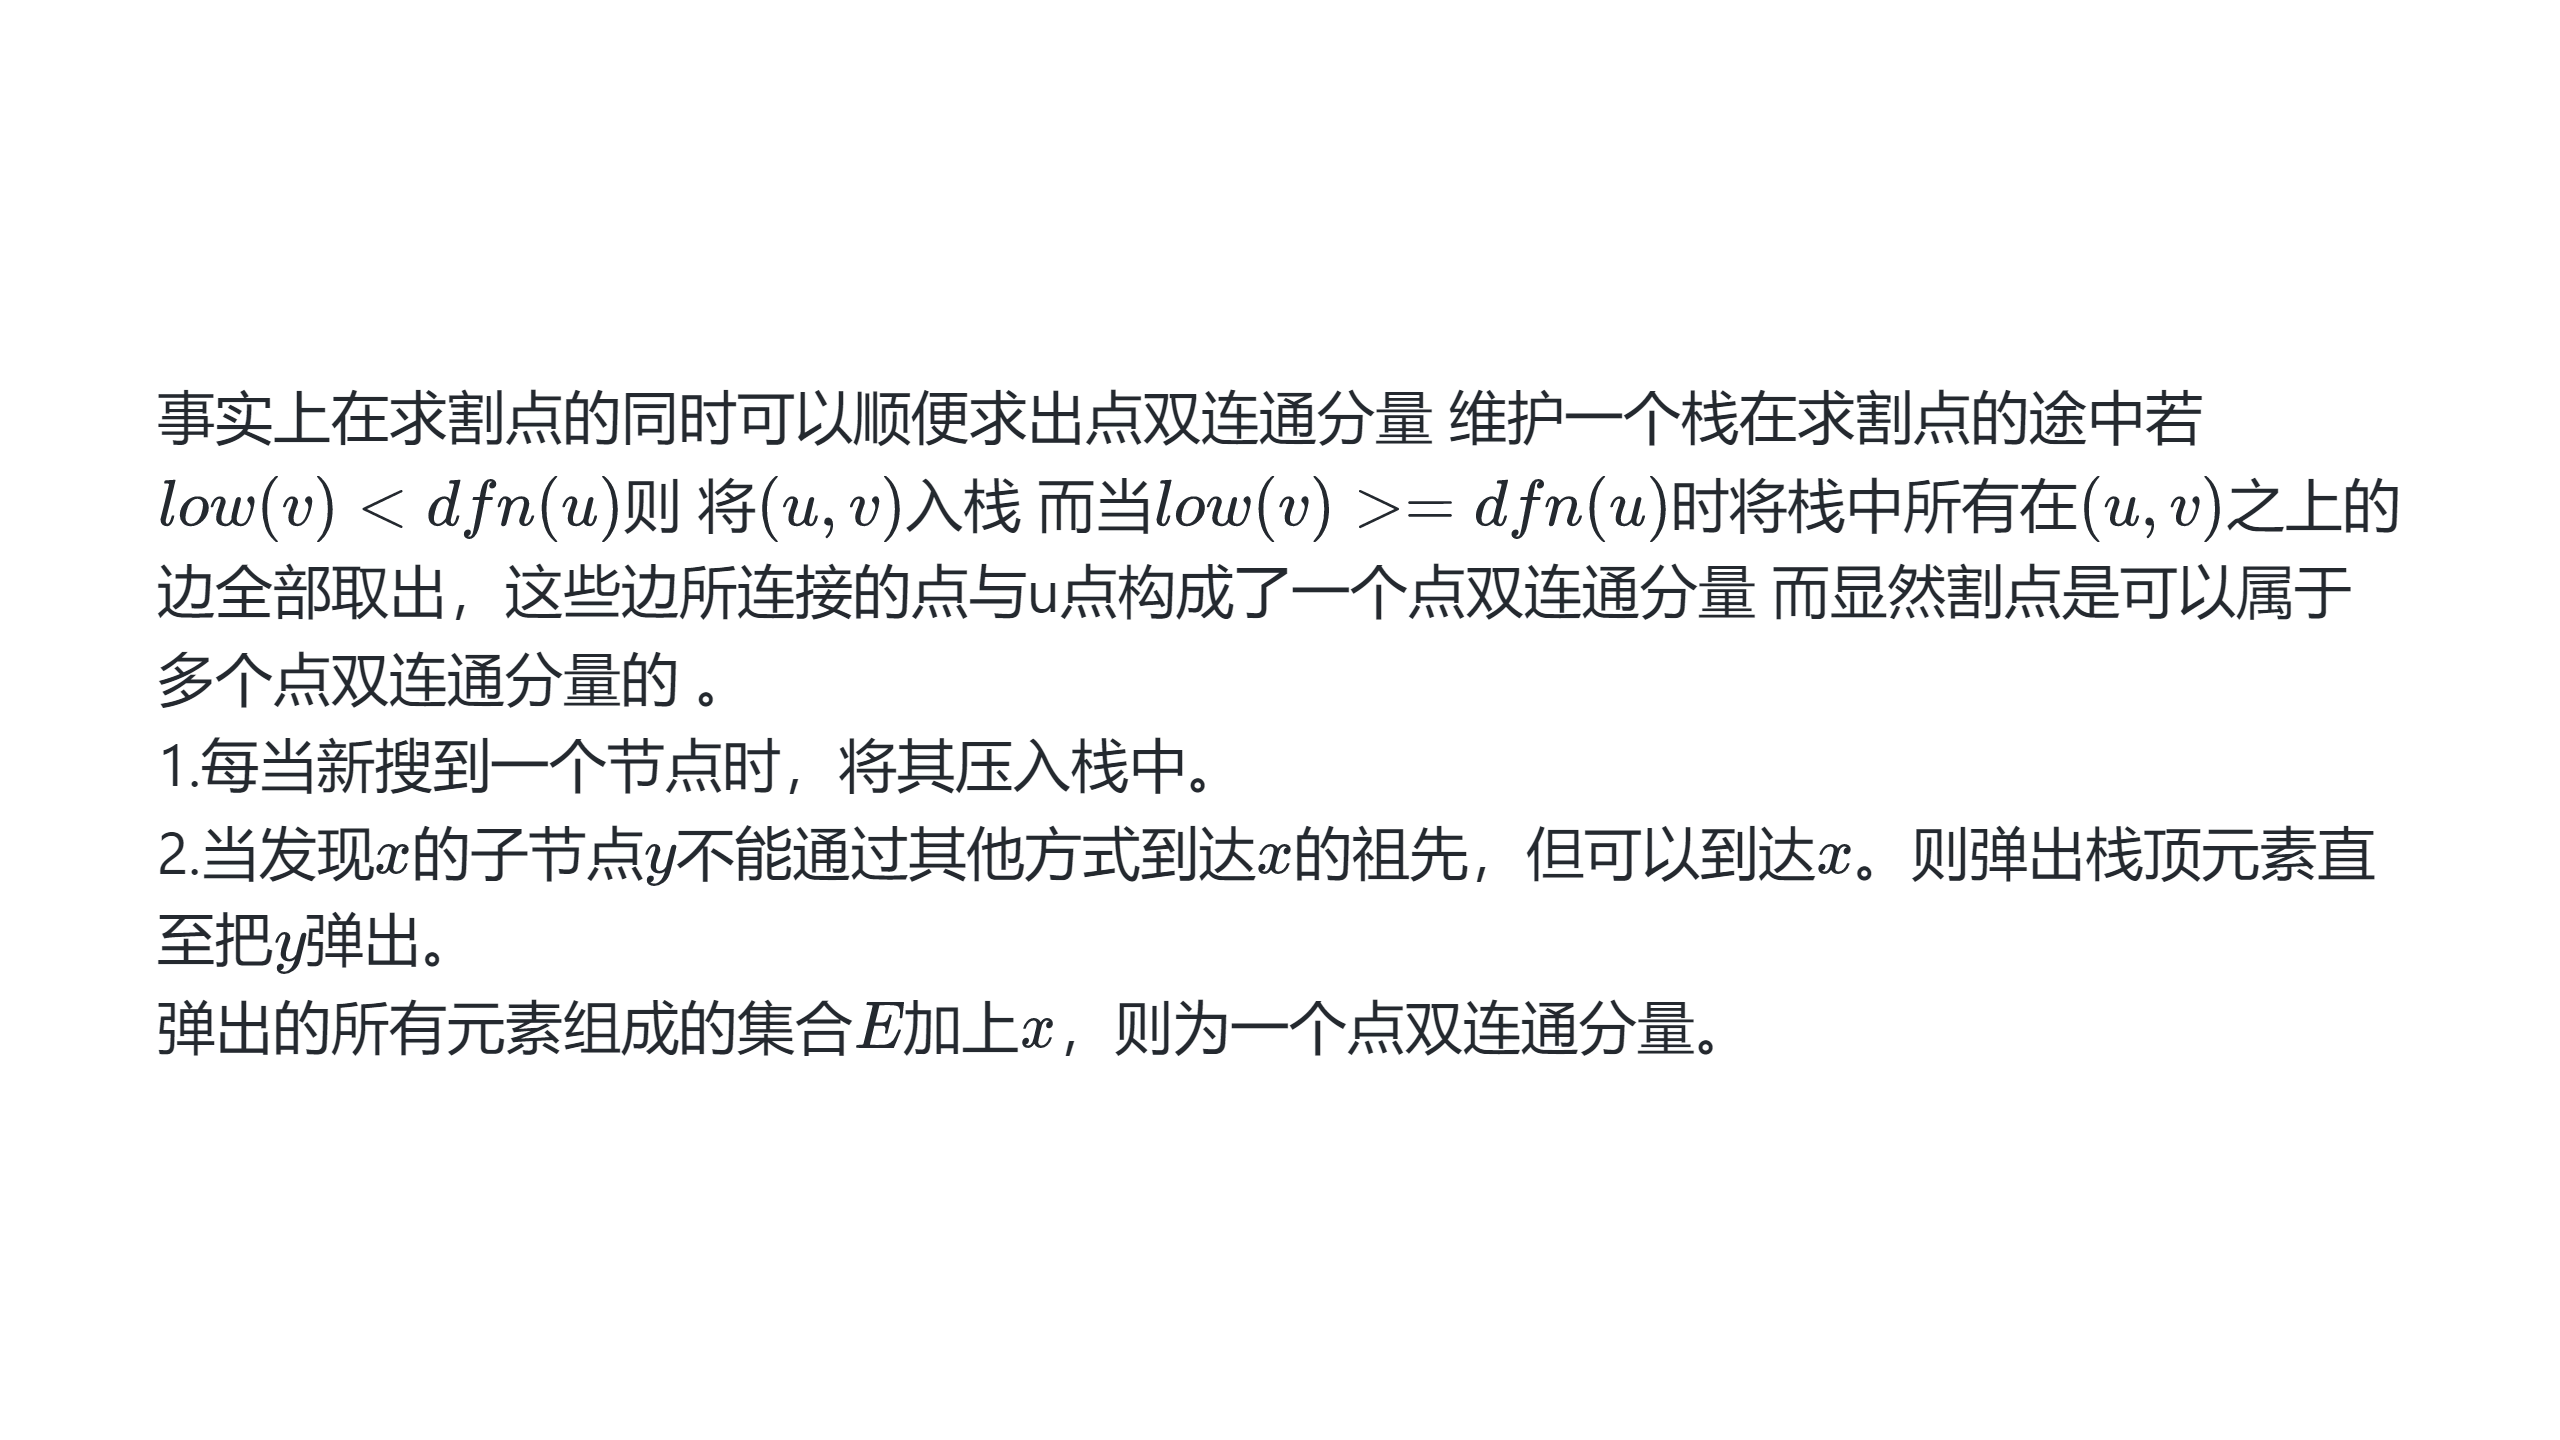 事实上在求割点的同时可以顺便求出点双连通分量 维护一个栈在求割点的途中若
low(v) < dfn(u)则 将(u, v)入栈 而当low(v) >= dfn(u)时将栈中所有在(u, v)之上的
边全部取出，这些边所连接的点与u点构成了一个点双连通分量 而显然割点是可以属于
多个点双连通分量的 。
1.每当新搜到一个节点时，将其压入栈中。
2.当发现x的子节点y不能通过其他方式到达x的祖先，但可以到达x。则弹出栈顶元素直
至把y弹出。
弹出的所有元素组成的集合E加上x，则为一个点双连通分量。